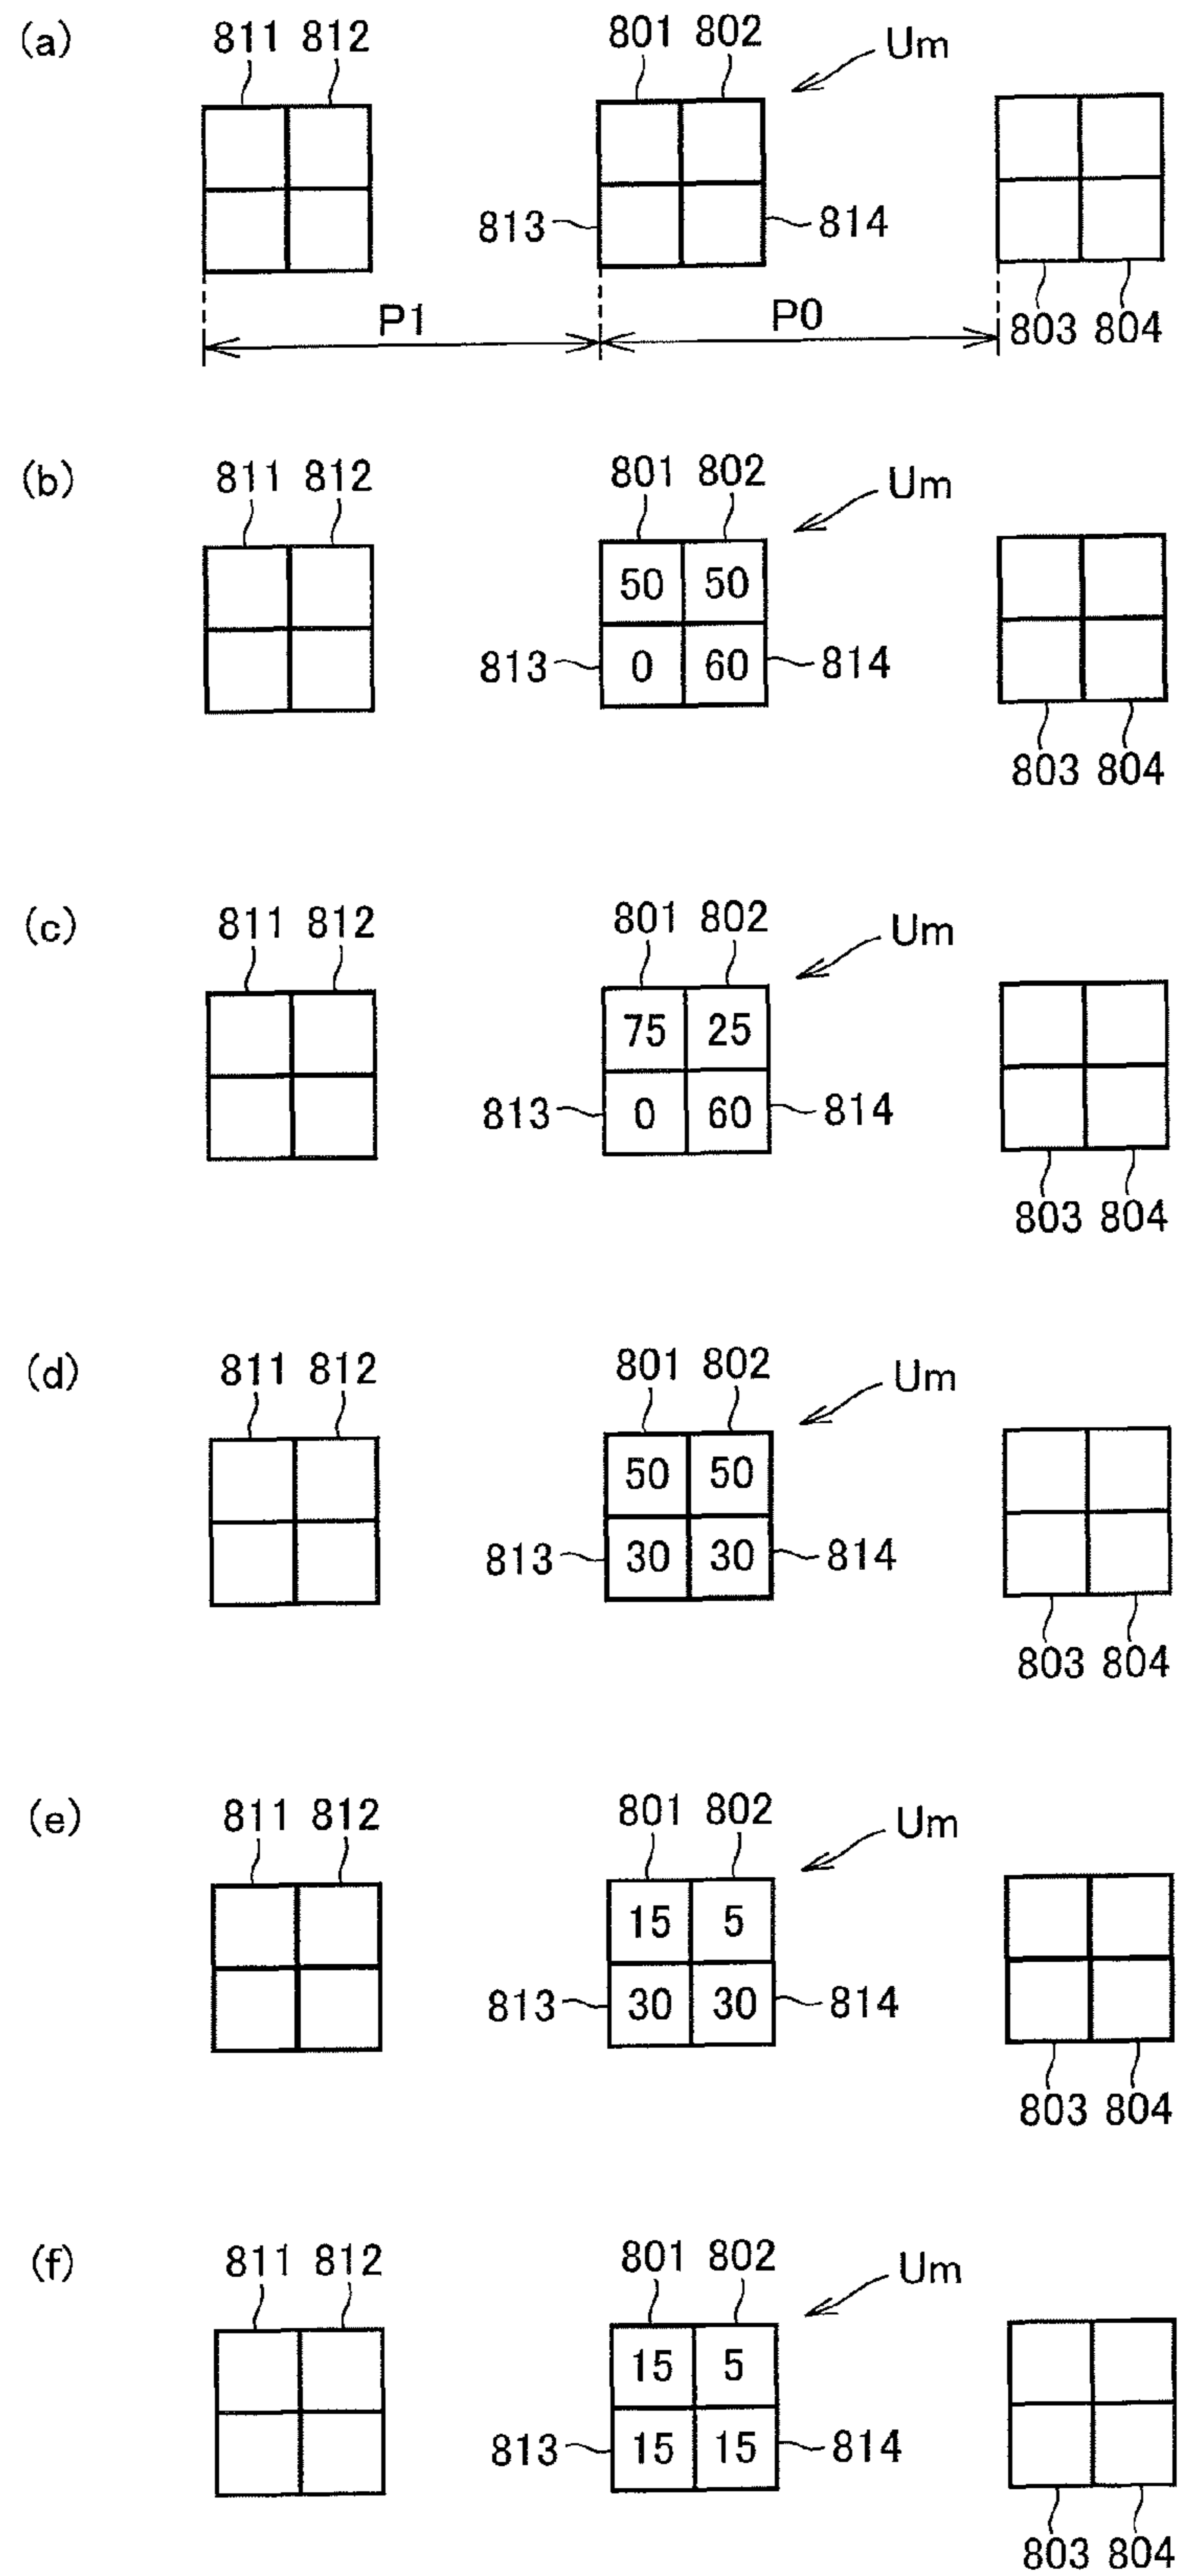 (a) 811 812 801 802 Um
813 814
P1 P0 803 804
(b) 811 812 801 802 Um
50 50
813 0 60 814
803 804
(c) 811 812 801 802 Um
75 25
813 0 60 814
803 804
(d) 811 812 801 802 Um
50 50
813 30 30 814
803 804
(e) 811 812 801 802 Um
15 5
813 30 30 814
803 804
(f) 811 812 801 802 Um
15 5
813 15 15 814
803 804